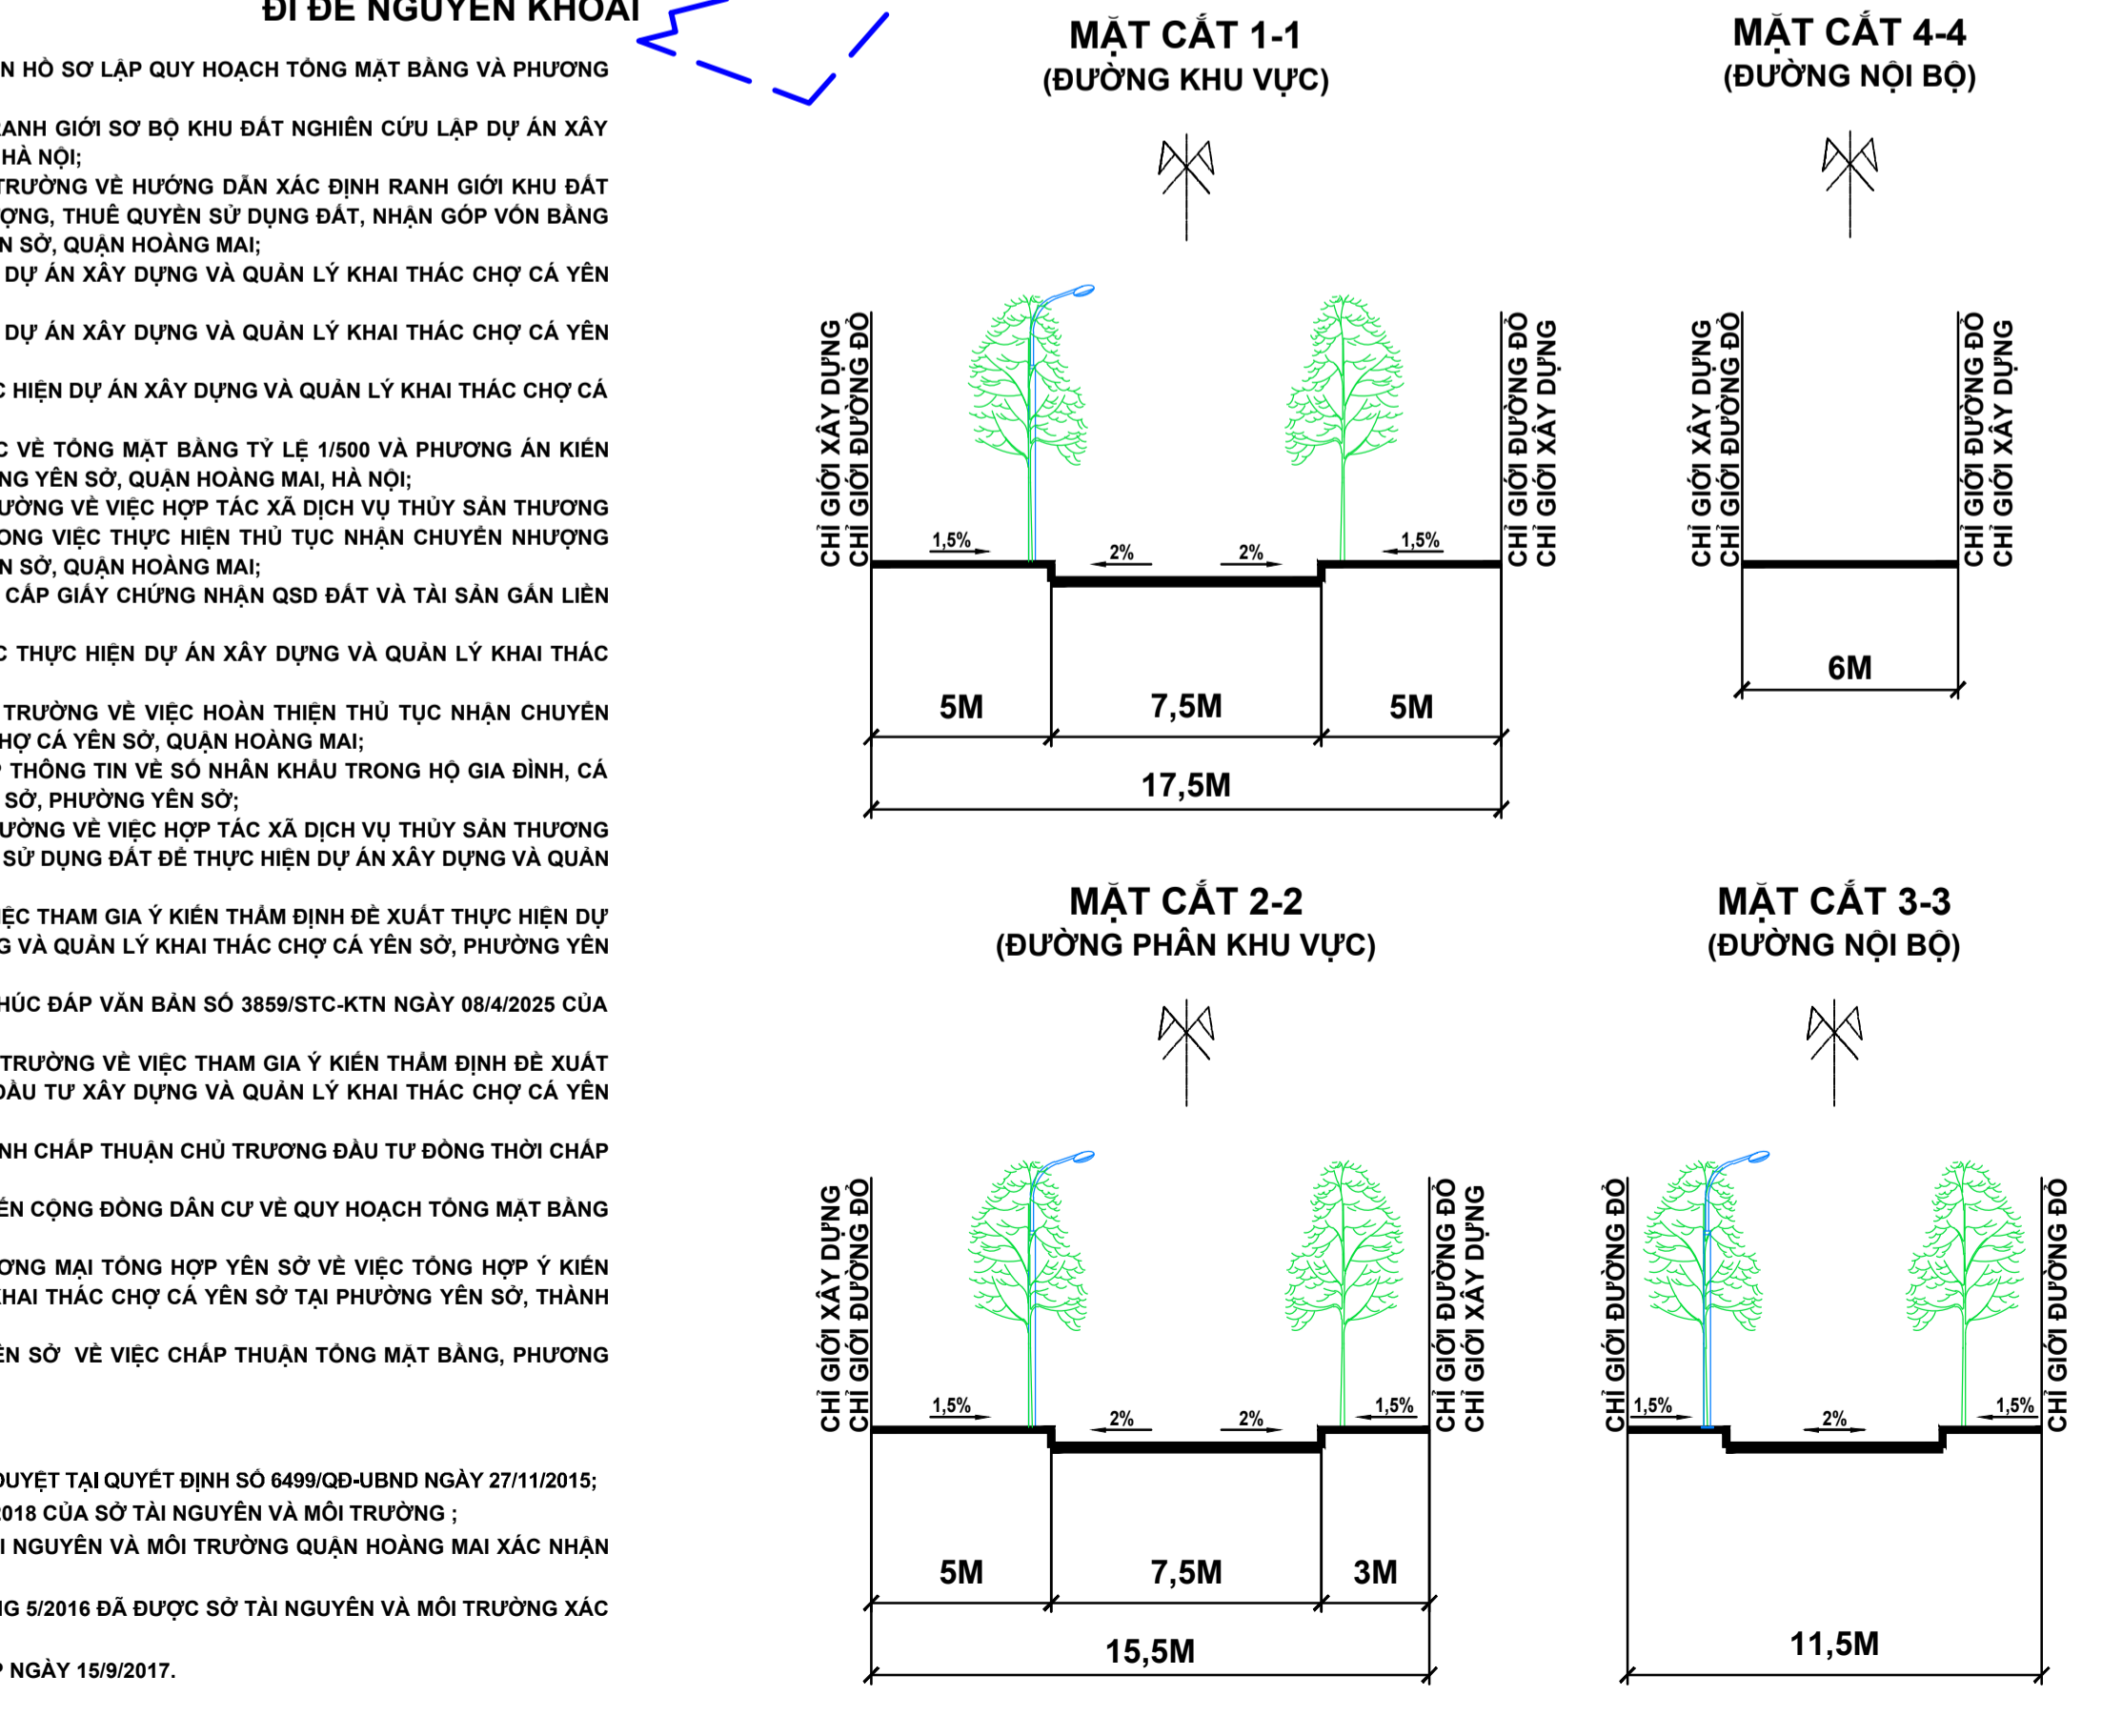 ĐI ĐÊ NGUYỄN KHOÁI
N HỒ SƠ LẬP QUY HOẠCH TỔNG MẶT BẰNG VÀ PHƯƠNG
RANH GIỚI SƠ BỘ KHU ĐẤT NGHIÊN CỨU LẬP DỰ ÁN XÂY
HÀ NỘI;
TRƯỜNG VỀ HƯỚNG DẪN XÁC ĐỊNH RANH GIỚI KHU ĐẤT
ƯỢNG, THUÊ QUYỀN SỬ DỤNG ĐẤT, NHẬN GÓP VỐN BẰNG
N SỞ, QUẬN HOÀNG MAI;
DỰ ÁN XÂY DỰNG VÀ QUẢN LÝ KHAI THÁC CHỢ CÁ YÊN
DỰ ÁN XÂY DỰNG VÀ QUẢN LÝ KHAI THÁC CHỢ CÁ YÊN
C HIỆN DỰ ÁN XÂY DỰNG VÀ QUẢN LÝ KHAI THÁC CHỢ CÁ
C VỀ TỔNG MẶT BẰNG TỶ LỆ 1/500 VÀ PHƯƠNG ÁN KIẾN
NG YÊN SỞ, QUẬN HOÀNG MAI, HÀ NỘI;
ƯỜNG VỀ VIỆC HỢP TÁC XÃ DỊCH VỤ THỦY SẢN THƯƠNG
ONG VIỆC THỰC HIỆN THỦ TỤC NHẬN CHUYỂN NHƯỢNG
N SỞ, QUẬN HOÀNG MAI;
CẤP GIẤY CHỨNG NHẬN QSD ĐẤT VÀ TÀI SẢN GẮN LIỀN
C THỰC HIỆN DỰ ÁN XÂY DỰNG VÀ QUẢN LÝ KHAI THÁC
TRƯỜNG VỀ VIỆC HOÀN THIỆN THỦ TỤC NHẬN CHUYỂN
HỢ CÁ YÊN SỞ, QUẬN HOÀNG MAI;
P THÔNG TIN VỀ SỐ NHÂN KHẨU TRONG HỘ GIA ĐÌNH, CÁ
SỞ, PHƯỜNG YÊN SỞ;
ƯỜNG VỀ VIỆC HỢP TÁC XÃ DỊCH VỤ THỦY SẢN THƯƠNG
SỬ DỤNG ĐẤT ĐỂ THỰC HIỆN DỰ ÁN XÂY DỰNG VÀ QUẢN
IỆC THAM GIA Ý KIẾN THẨM ĐỊNH ĐỀ XUẤT THỰC HIỆN DỰ
G VÀ QUẢN LÝ KHAI THÁC CHỢ CÁ YÊN SỞ, PHƯỜNG YÊN
HÚC ĐÁP VĂN BẢN SỐ 3859/STC-KTN NGÀY 08/4/2025 CỦA
TRƯỜNG VỀ VIỆC THAM GIA Ý KIẾN THẨM ĐỊNH ĐỀ XUẤT
ĐẦU TƯ XÂY DỰNG VÀ QUẢN LÝ KHAI THÁC CHỢ CÁ YÊN
NH CHẤP THUẬN CHỦ TRƯƠNG ĐẦU TƯ ĐỒNG THỜI CHẤP
ẾN CỘNG ĐỒNG DÂN CƯ VỀ QUY HOẠCH TỔNG MẶT BẰNG
ƠNG MẠI TỔNG HỢP YÊN SỞ VỀ VIỆC TỔNG HỢP Ý KIẾN
KHAI THÁC CHỢ CÁ YÊN SỞ TẠI PHƯỜNG YÊN SỞ, THÀNH
ÊN SỞ VỀ VIỆC CHẤP THUẬN TỔNG MẶT BẰNG, PHƯƠNG
DUYỆT TẠI QUYẾT ĐỊNH SỐ 6499/QĐ-UBND NGÀY 27/11/2015;
2018 CỦA SỞ TÀI NGUYÊN VÀ MÔI TRƯỜNG ;
I NGUYÊN VÀ MÔI TRƯỜNG QUẬN HOÀNG MAI XÁC NHẬN
NG 5/2016 ĐÃ ĐƯỢC SỞ TÀI NGUYÊN VÀ MÔI TRƯỜNG XÁC
P NGÀY 15/9/2017.
MẶT CẮT 1-1
(ĐƯỜNG KHU VỰC)
CHỈ GIỚI XÂY DỰNG
CHỈ GIỚI ĐƯỜNG ĐỎ
CHỈ GIỚI ĐƯỜNG ĐỎ
CHỈ GIỚI XÂY DỰNG
1,5% 2% 2% 1,5%
5M 7,5M 5M
17,5M
MẶT CẮT 4-4
(ĐƯỜNG NỘI BỘ)
CHỈ GIỚI XÂY DỰNG
CHỈ GIỚI ĐƯỜNG ĐỎ
CHỈ GIỚI ĐƯỜNG ĐỎ
CHỈ GIỚI XÂY DỰNG
6M
MẶT CẮT 2-2
(ĐƯỜNG PHÂN KHU VỰC)
CHỈ GIỚI XÂY DỰNG
CHỈ GIỚI ĐƯỜNG ĐỎ
CHỈ GIỚI ĐƯỜNG ĐỎ
CHỈ GIỚI XÂY DỰNG
1,5% 2% 2% 1,5%
5M 7,5M 3M
15,5M
MẶT CẮT 3-3
(ĐƯỜNG NỘI BỘ)
CHỈ GIỚI ĐƯỜNG ĐỎ
CHỈ GIỚI ĐƯỜNG ĐỎ
1,5% 2% 1,5%
11,5M